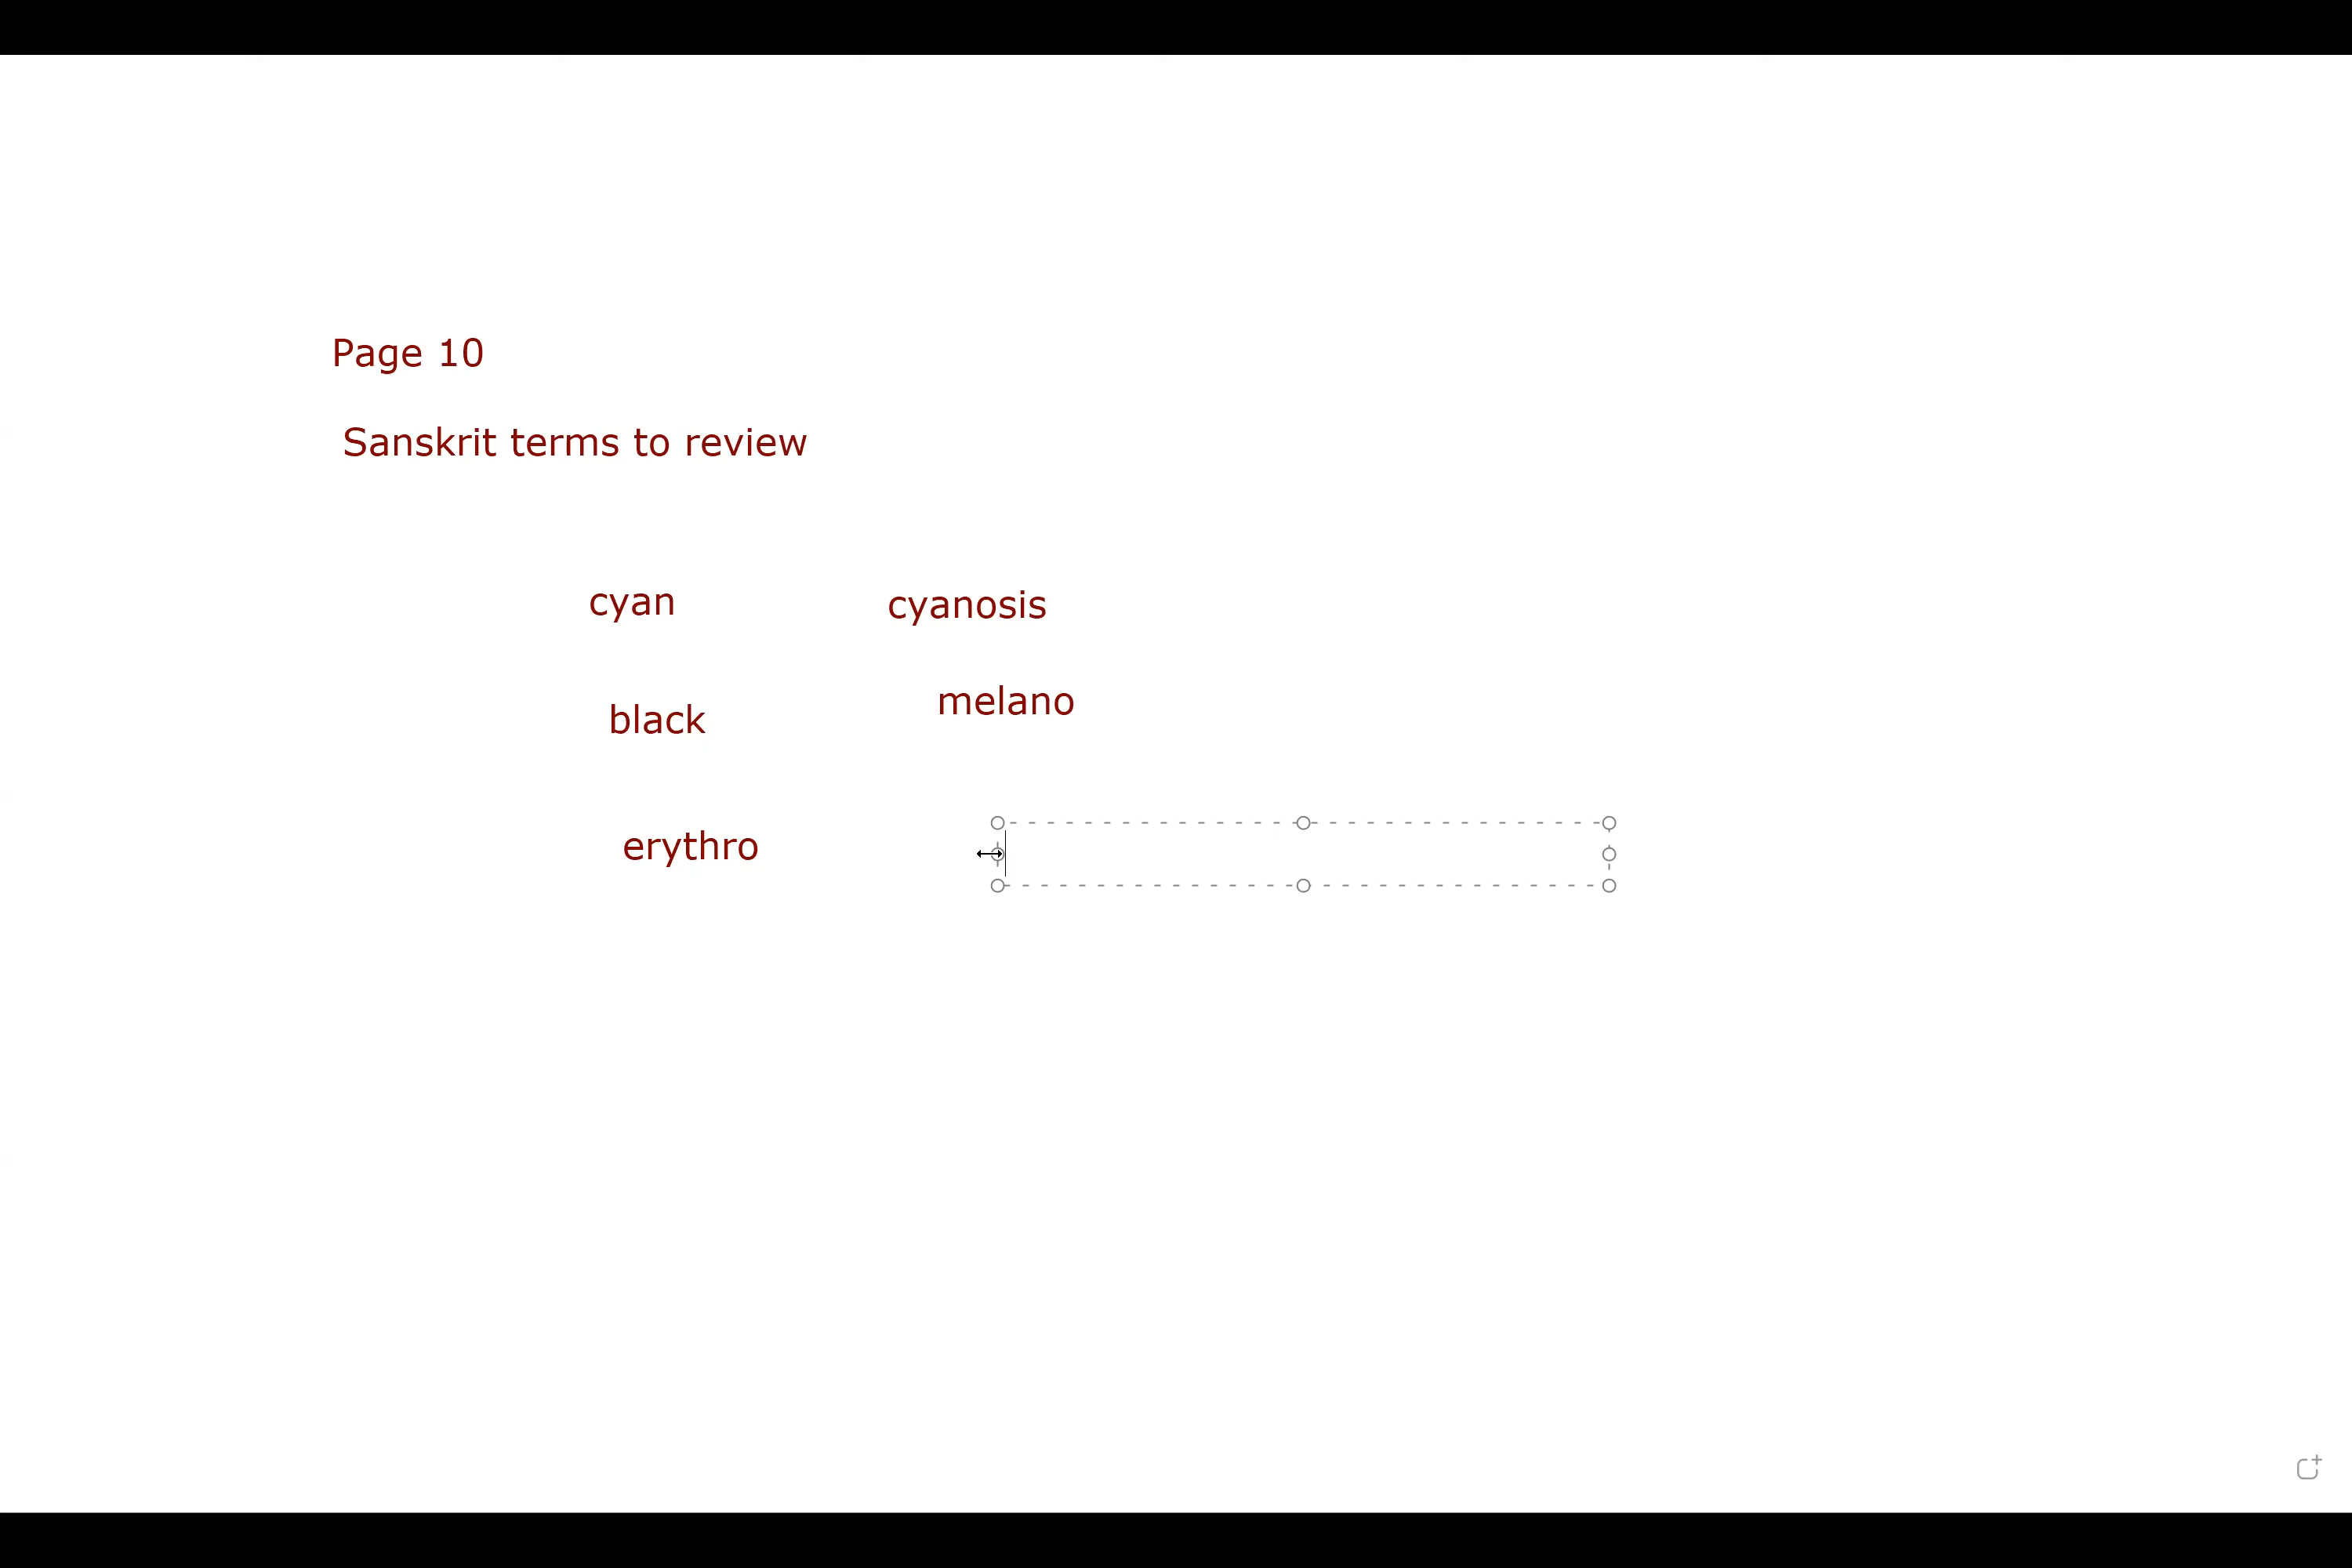 Page 10
Sanskrit terms to review
cyan cyanosis
black melano
erythro